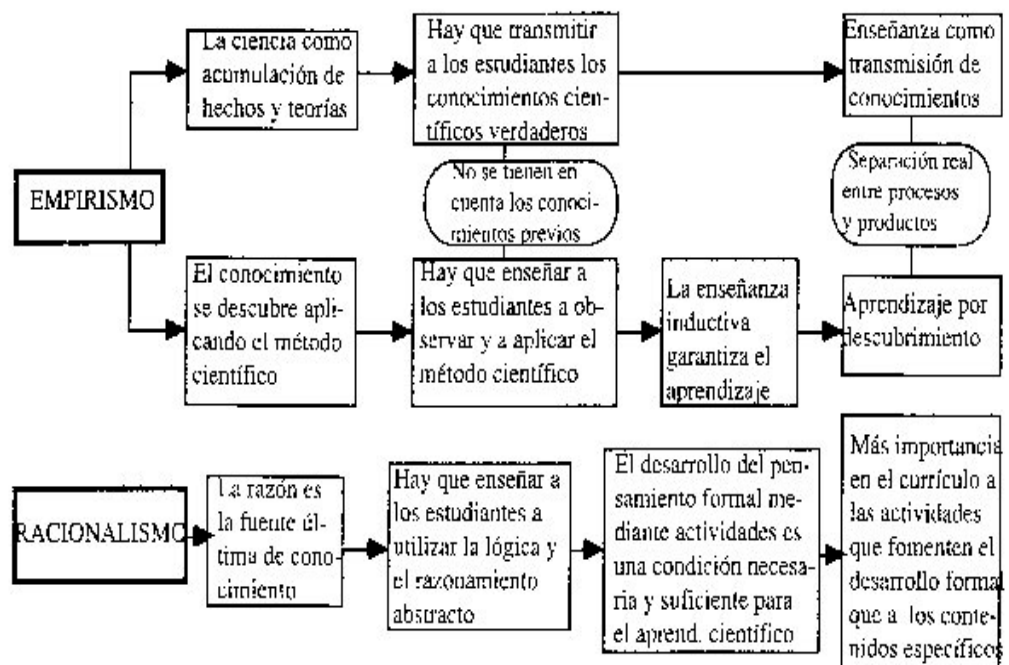 La ciencia como
acumulación de
hechos y teorías
Hay que transmitir
a los estudiantes los
conocimientos cien-
tíficos verdaderos
Enseñanza como
transmisión de
conocimientos
EMPIRISMO
No se tienen en
cuenta los conoci-
mientos previos
Separación real
entre procesos
y productos
El conocimiento
se descubre apli-
cando el método
científico
Hay que enseñar a
los estudiantes a ob-
servar y a aplicar el
método científico
La enseñanza
inductiva
garantiza el
aprendizaje
Aprendizaje por
descubrimiento
RACIONALISMO
La razón es
la fuente úl-
tima de cono-
cimiento
Hay que enseñar a
los estudiantes a
utilizar la lógica y
el razonamiento
abstracto
El desarrollo del pen-
samiento formal me-
diante actividades es
una condición necesa-
ria y suficiente para
el aprend. científico
Más importancia
en el currículo a
las actividades
que fomenten el
desarrollo formal
que a los conte-
nidos específicos